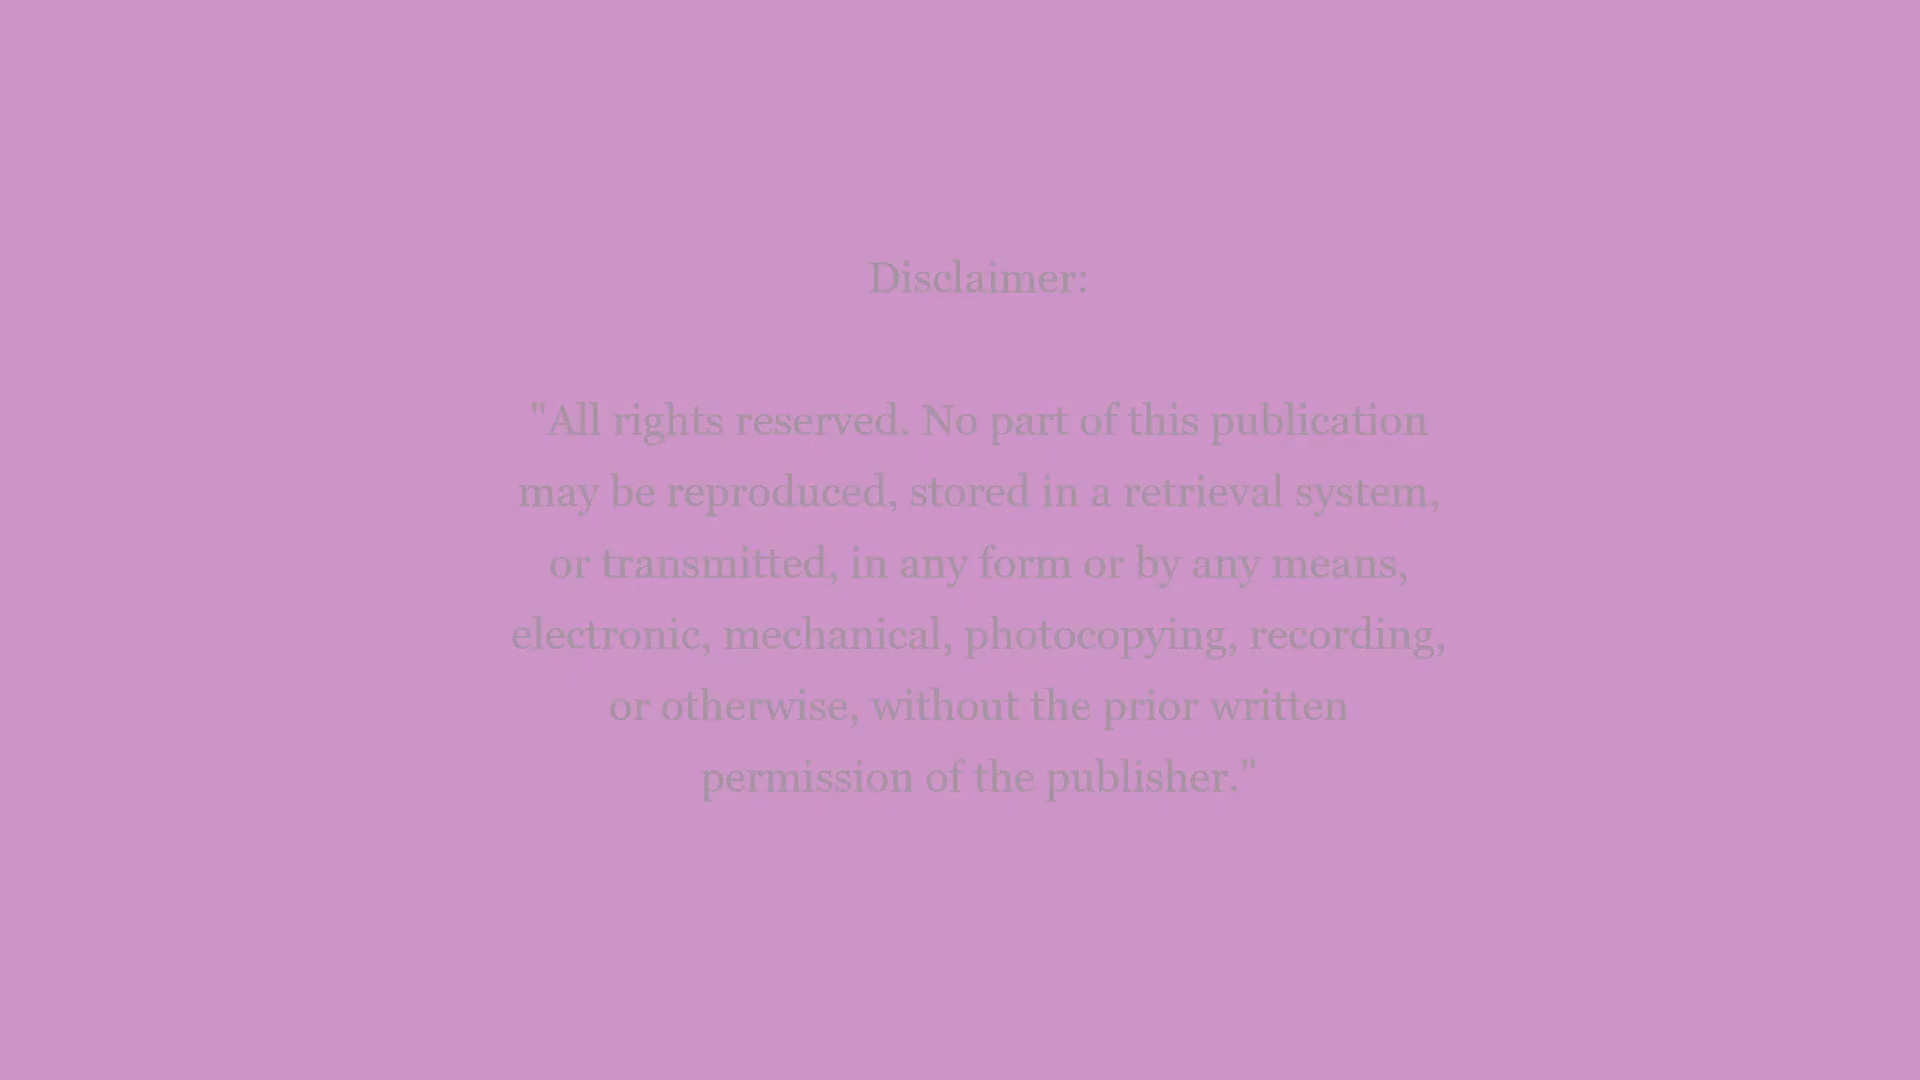 Disclaimer:
"All rights reserved. No part of this publication
may be reproduced, stored in a retrieval system,
or transmitted, in any form or by any means,
electronic, mechanical, photocopying, recording,
or otherwise, without the prior written
permission of the publisher."